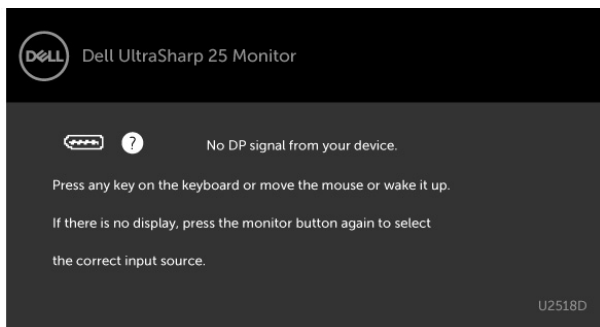 DELL
Dell UltraSharp 25 Monitor
? No DP signal from your device.
Press any key on the keyboard or move the mouse or wake it up.
If there is no display, press the monitor button again to select
the correct input source.
U2518D